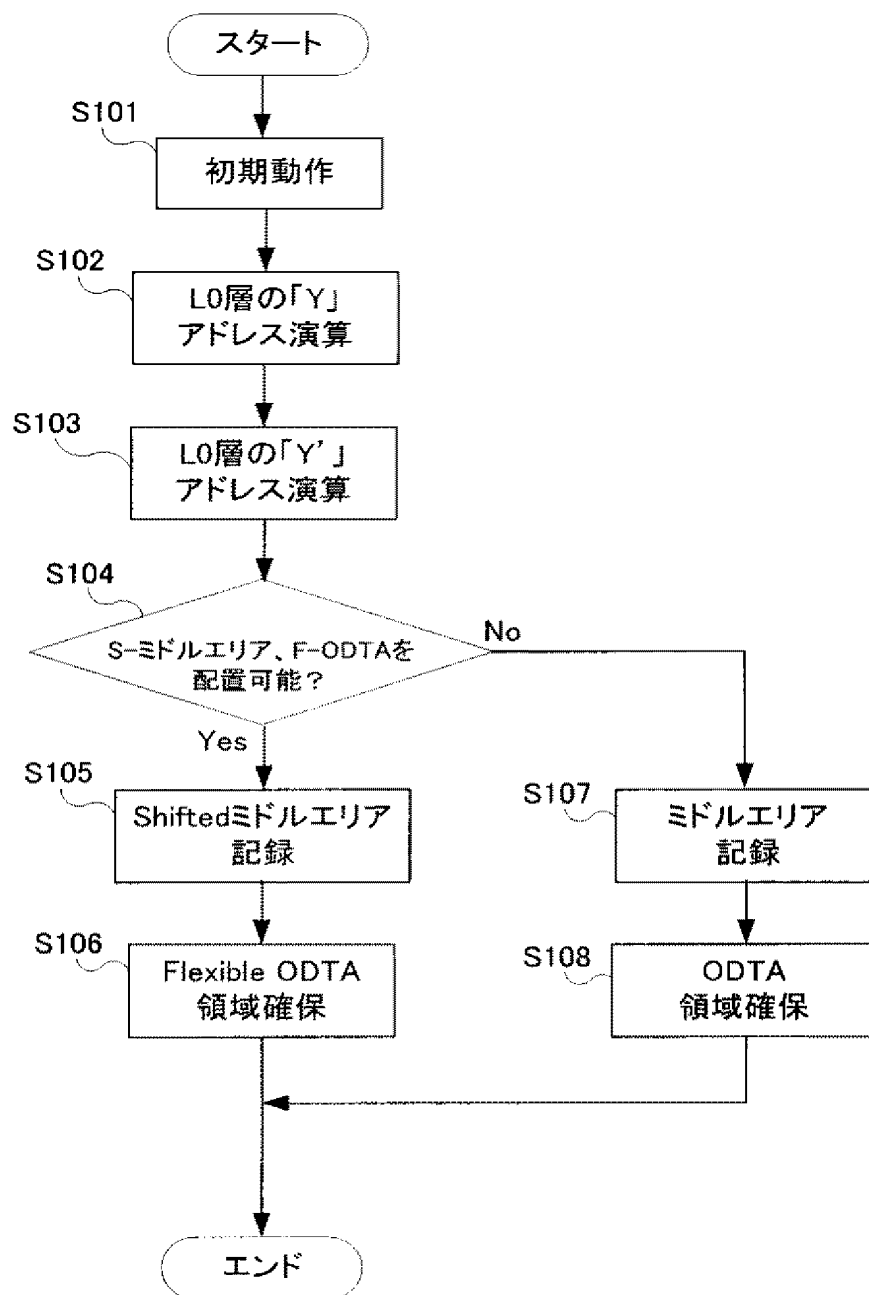 スタート
S101
初期動作
S102
L0層の「Y」
アドレス演算
S103
L0層の「Y'」
アドレス演算
S104
S-ミドルエリア、F-ODTAを
配置可能?
No
Yes
S105
Shiftedミドルエリア
記録
S107
ミドルエリア
記録
S106
Flexible ODTA
領域確保
S108
ODTA
領域確保
エンド